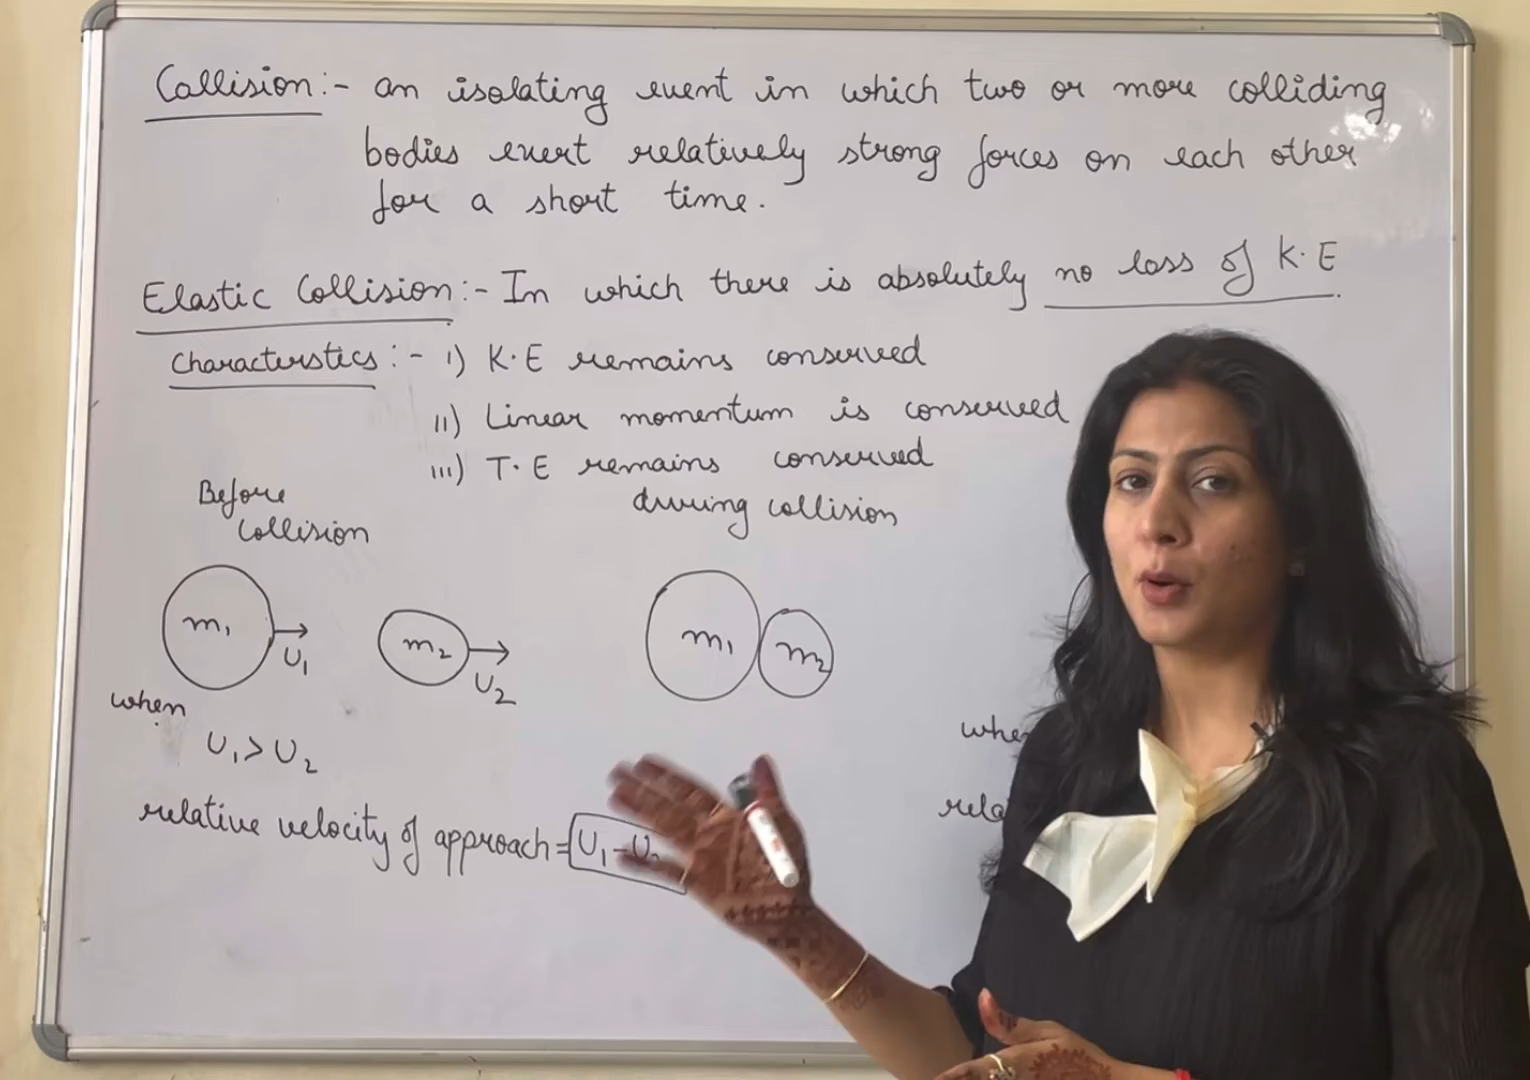 Collision:- an isolating event in which two or more colliding
bodies exert relatively strong forces on each other
for a short time.
Elastic Collision:- In which there is absolutely no loss of K.E
Characterstics:- i) K.E remains conserved
ii) Linear momentum is conserved
iii) T.E remains conserved
Before
collision
during collision
m₁
U₁
m₂
U₂
m₁
m₂
when
U₁ > U₂
relative velocity of approach = U₁ -